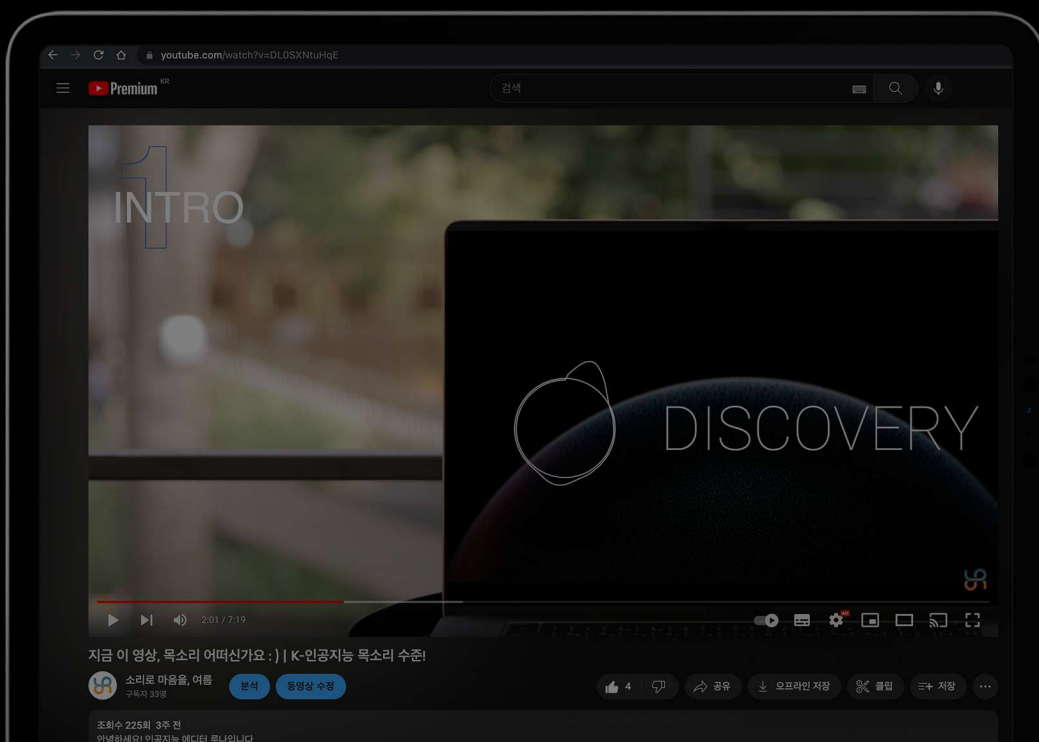 youtube.com/watch?v=DL0SXNtuHqE
Premium KR
검색
1
INTRO
DISCOVERY
2:01 / 7:19
지금 이 영상, 목소리 어떠신가요 : ) | K-인공지능 목소리 수준!
소리로 마음을, 여름
구독자 33명
분석
동영상 수정
4
공유
오프라인 저장
클립
저장
조회수 225회 3주 전
안녕하세요! 인공지능 에디터 루나입니다